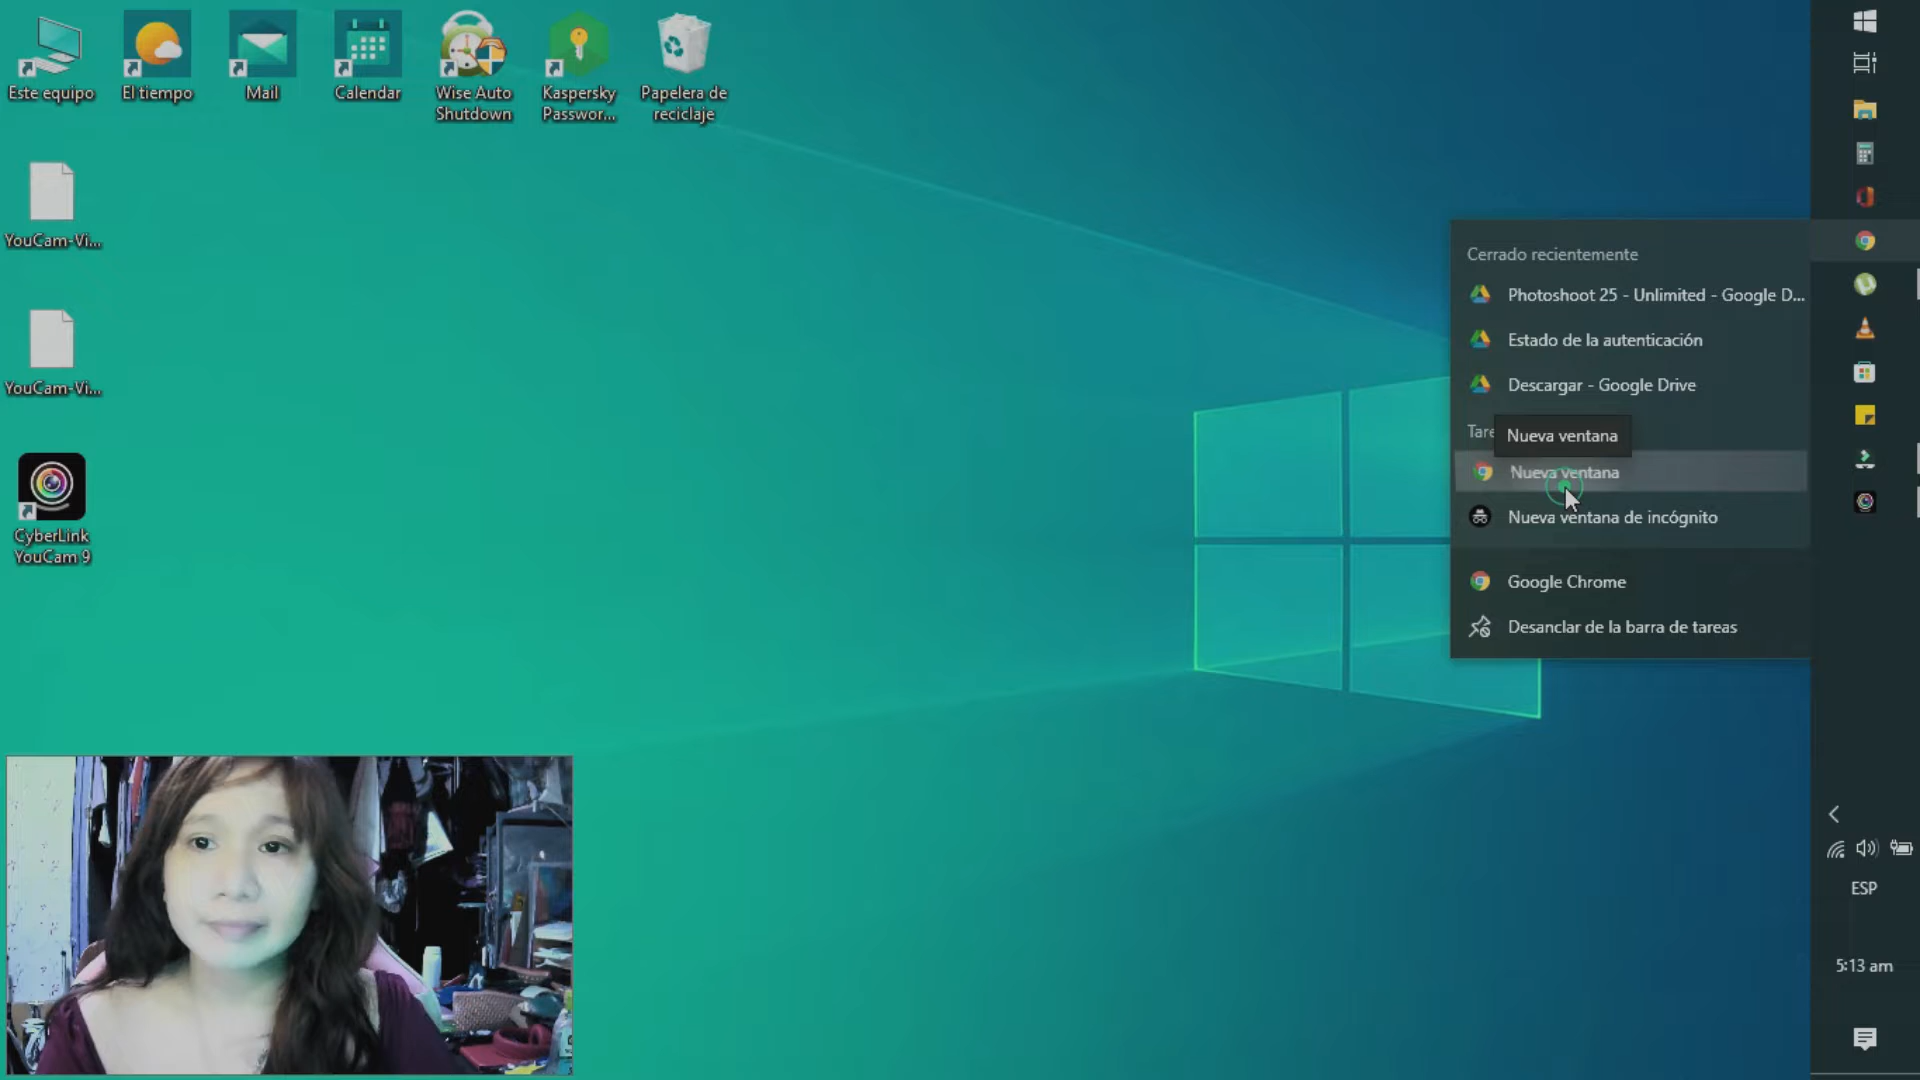 Este equipo
El tiempo
Mail
Calendar
Wise Auto
Shutdown
Kaspersky
Passwor...
Papelera de
reciclaje
YouCam-Vi...
YouCam-Vi...
CyberLink
YouCam 9
Cerrado recientemente
Photoshoot 25 - Unlimited - Google D...
Estado de la autenticación
Descargar - Google Drive
Tare
Nueva ventana
Nueva ventana
Nueva ventana de incógnito
Google Chrome
Desanclar de la barra de tareas
ESP
5:13 am